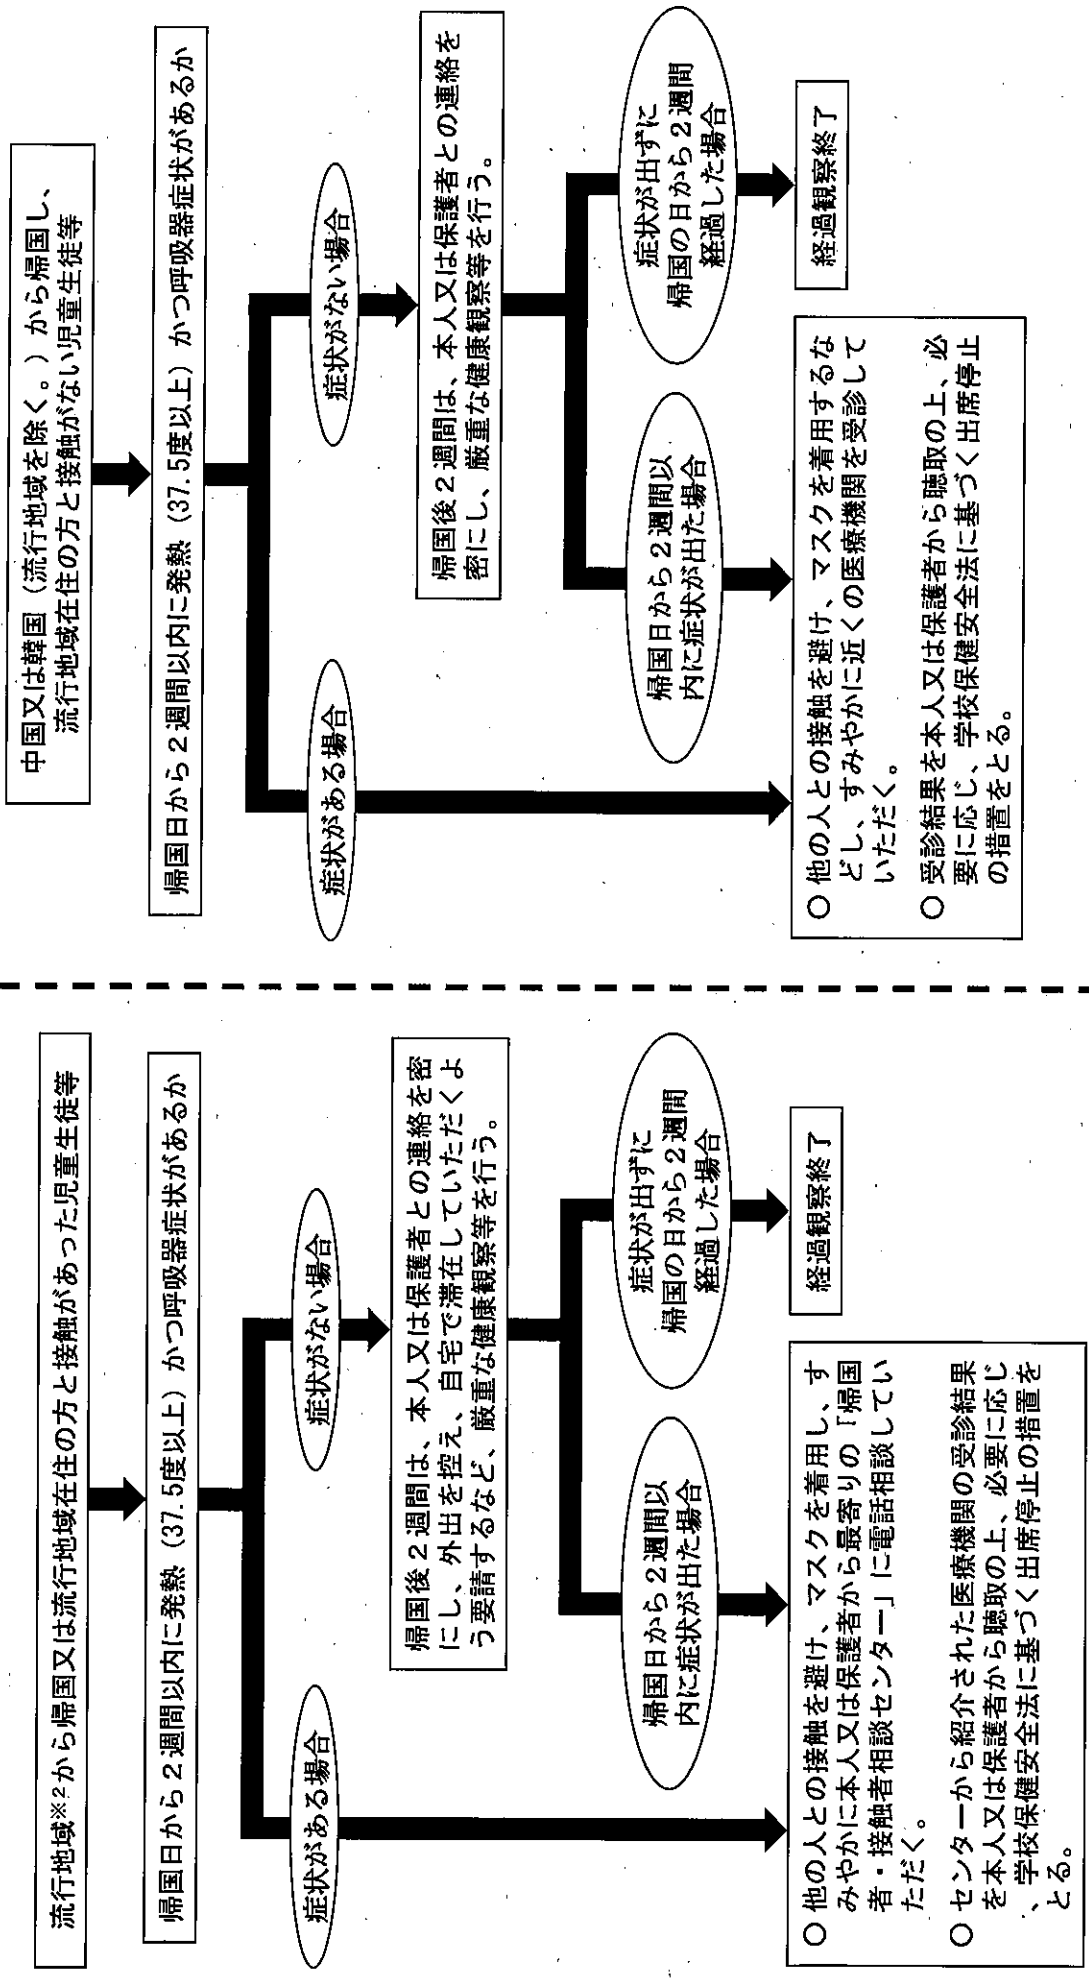 流行地域※2から帰国又は流行地域在住の方と接触があった児童生徒等
帰国日から2週間以内に発熱(37.5度以上)かつ呼吸器症状があるか
症状がある場合
症状がない場合
帰国後2週間は、本人又は保護者との連絡を密
にし、外出を控え、自宅で滞在していただくよ
う要請するなど、厳重な健康観察等を行う。
帰国日から2週間以
内に症状が出た場合
症状が出ずに
帰国の日から2週間
経過した場合
○ 他の人との接触を避け、マスクを着用し、す
みやかに本人又は保護者から最寄りの「帰国
者・接触者相談センター」に電話相談してい
ただく。
○ センターから紹介された医療機関の受診結果
を本人又は保護者から聴取の上、必要に応じ
、学校保健安全法に基づく出席停止の措置を
とる。
経過観察終了
中国又は韓国(流行地域を除く。)から帰国し、
流行地域在住の方と接触がない児童生徒等
帰国日から2週間以内に発熱(37.5度以上)かつ呼吸器症状があるか
症状がある場合
症状がない場合
帰国後2週間は、本人又は保護者との連絡を
密にし、厳重な健康観察等を行う。
帰国日から2週間以
内に症状が出た場合
症状が出ずに
帰国の日から2週間
経過した場合
○ 他の人との接触を避け、マスクを着用するな
どし、すみやかに近くの医療機関を受診して
いただく。
○ 受診結果を本人又は保護者から聴取の上、必
要に応じ、学校保健安全法に基づく出席停止
の措置をとる。
経過観察終了